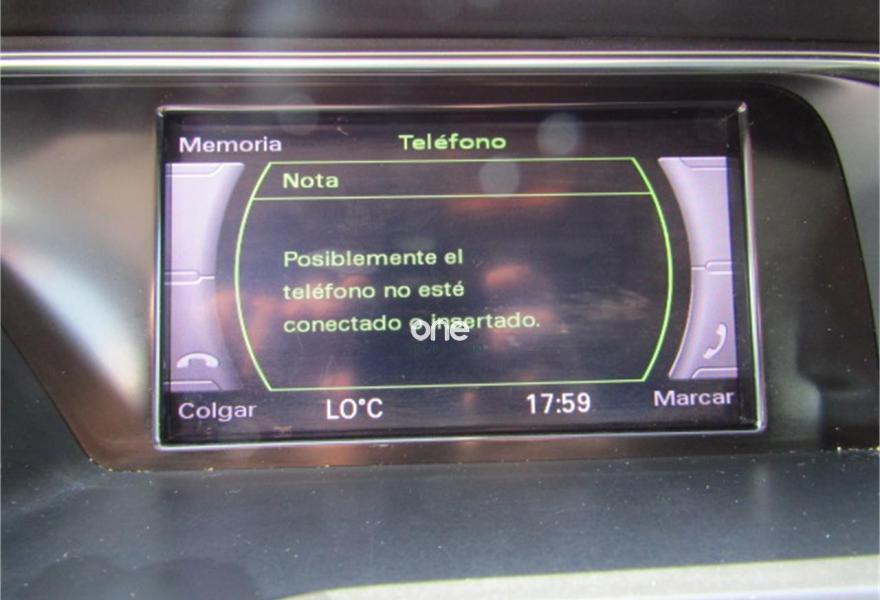 Memoria
Teléfono
Nota
Posiblemente el
teléfono no esté
conectado o insertado.
one
Colgar
LO°C
17:59
Marcar